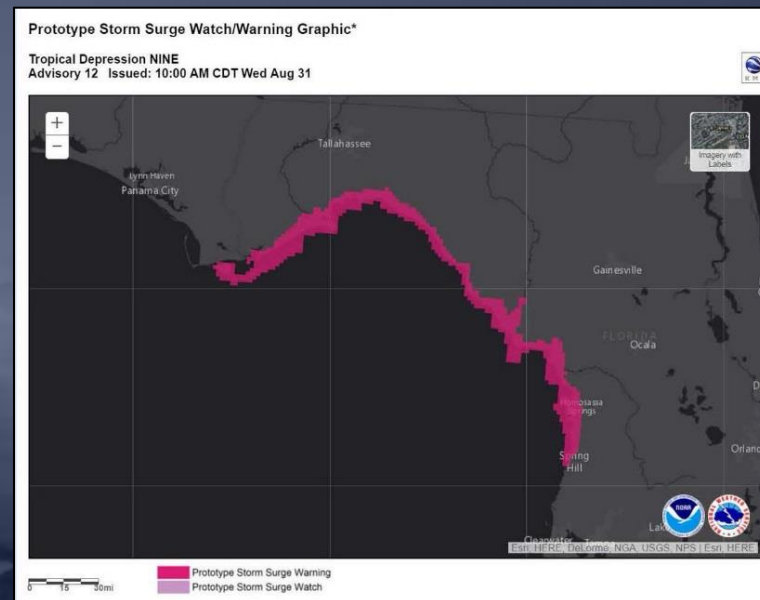 Prototype Storm Surge Watch/Warning Graphic*
Tropical Depression NINE
Advisory 12 Issued: 10:00 AM CDT Wed Aug 31
+
−
Imagery with
Labels
Tallahassee
Lynn Haven
Panama City
Gainesville
FLORIDA
Ocala
Homosassa
Springs
Spring
Hill
Clearwater
NOAA
Esri, HERE, DeLorme, NGA, USGS, NPS | Esri, HERE
0 15 30mi
Prototype Storm Surge Warning
Prototype Storm Surge Watch